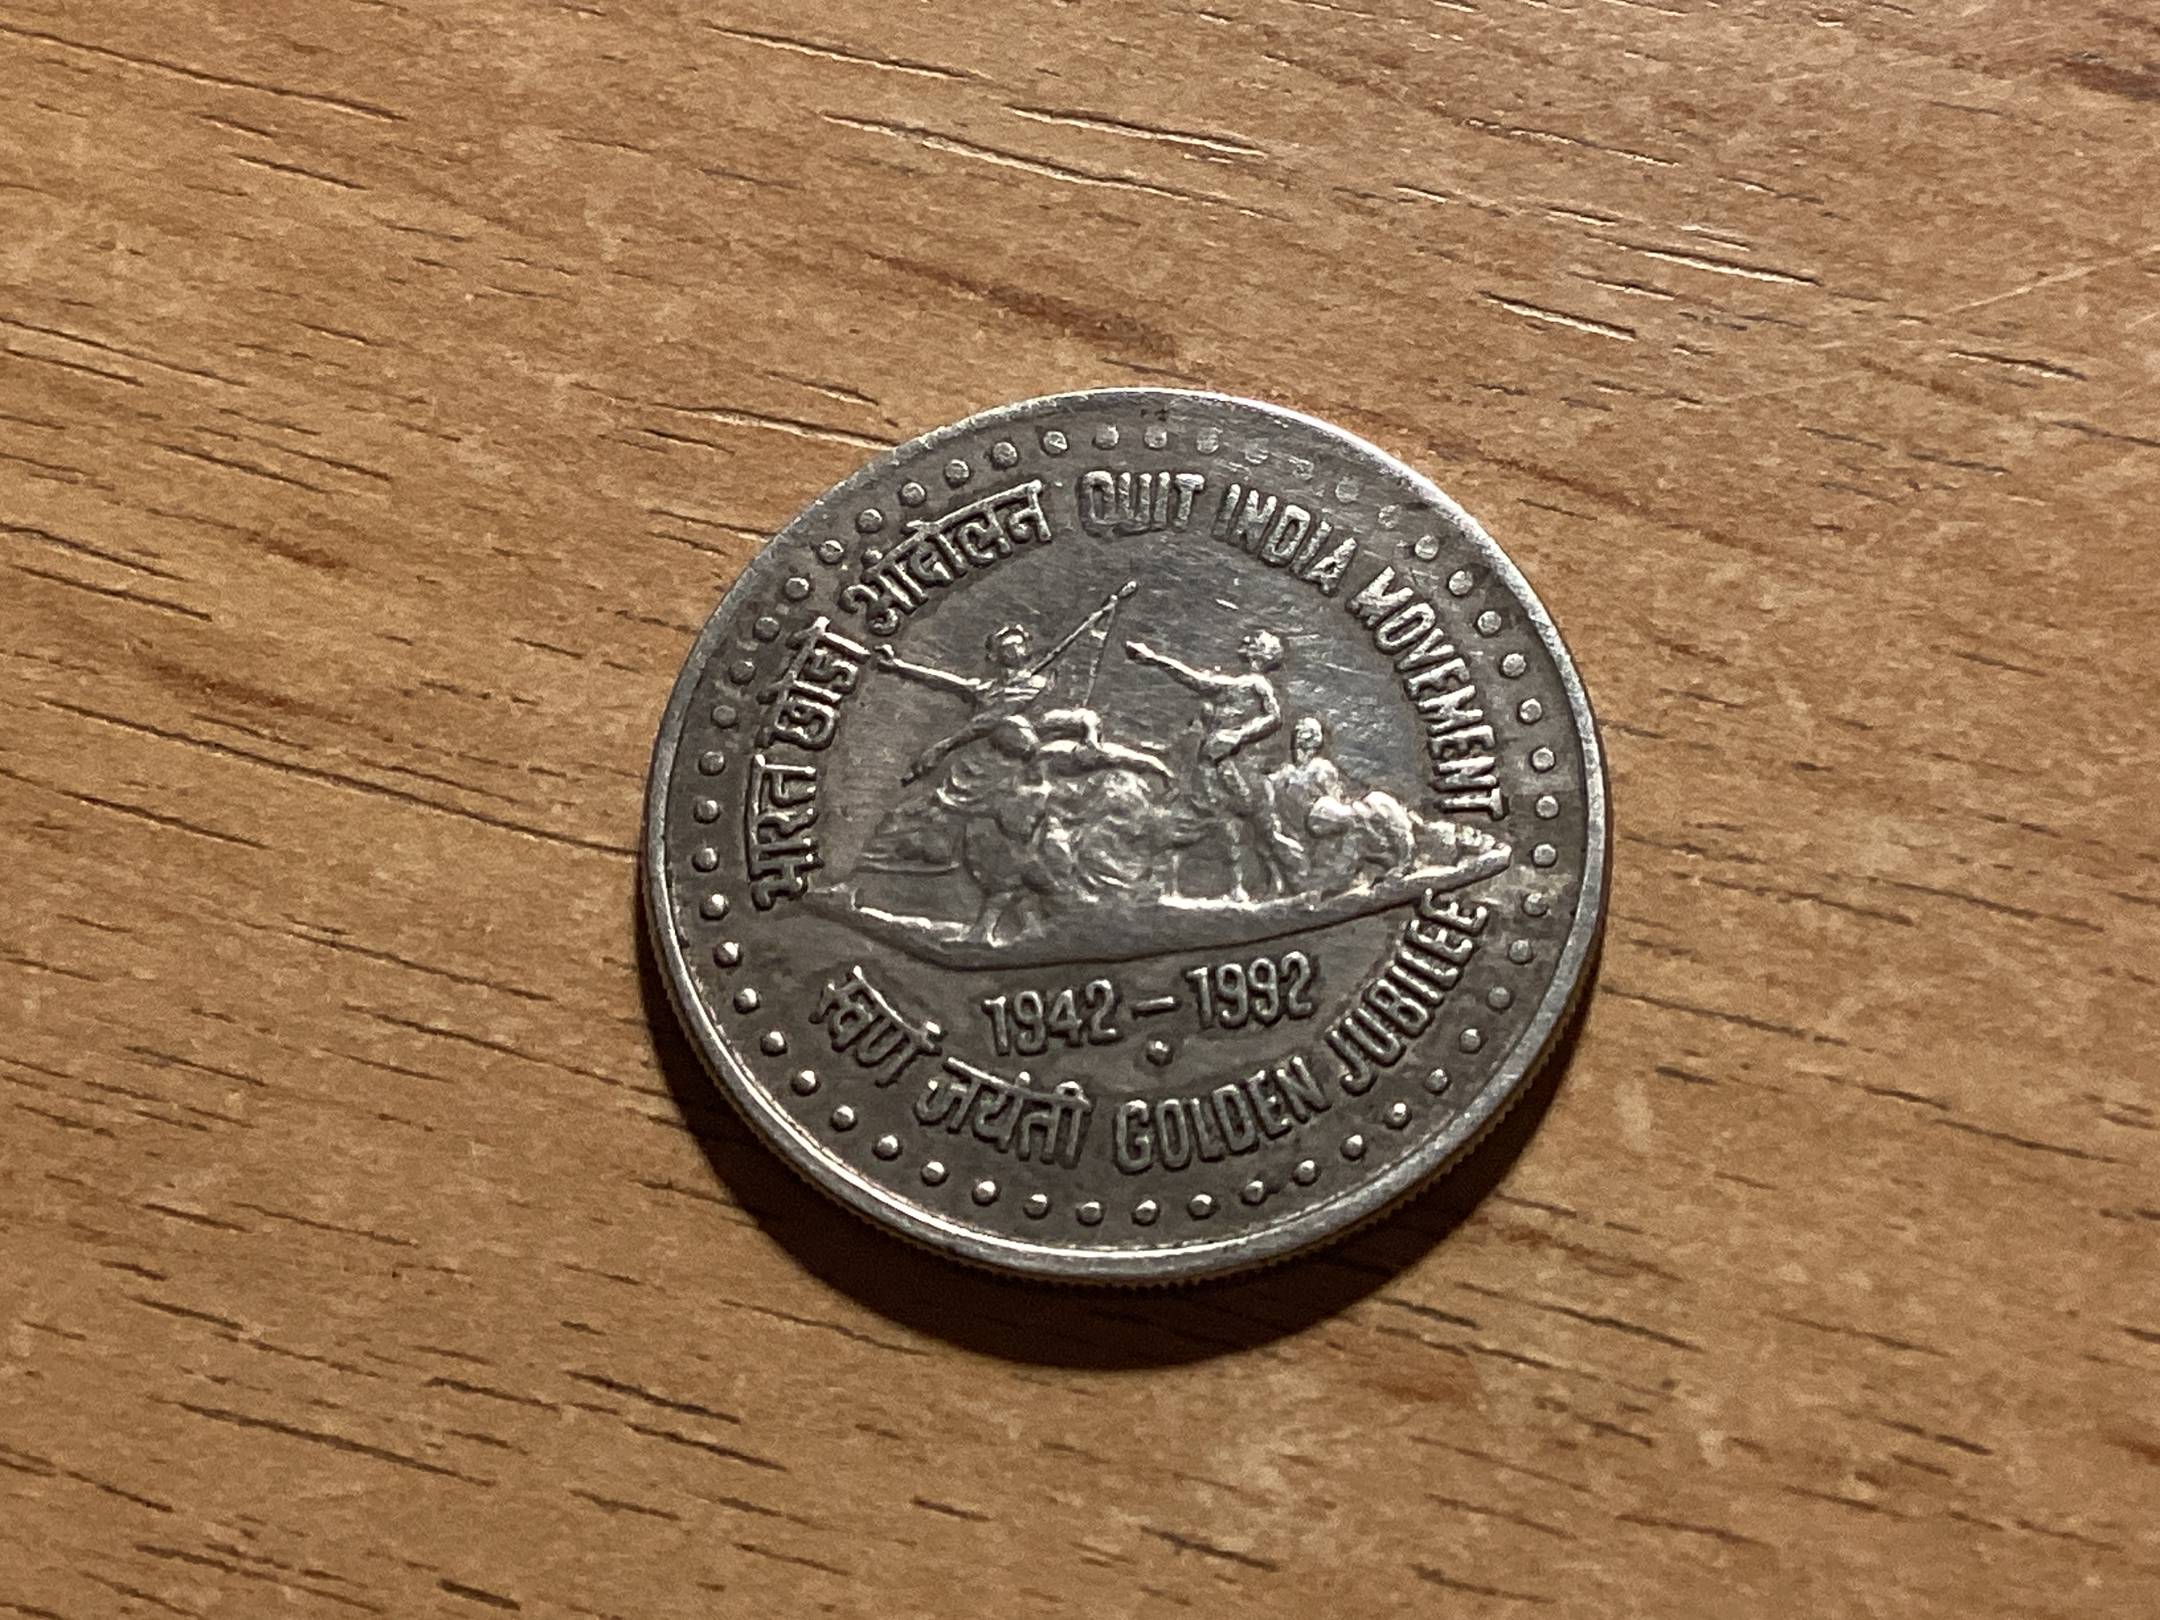 भारत छोडो आंदोलन QUIT INDIA MOVEMENT
1942 – 1992
स्वर्ण जयंती GOLDEN JUBILEE